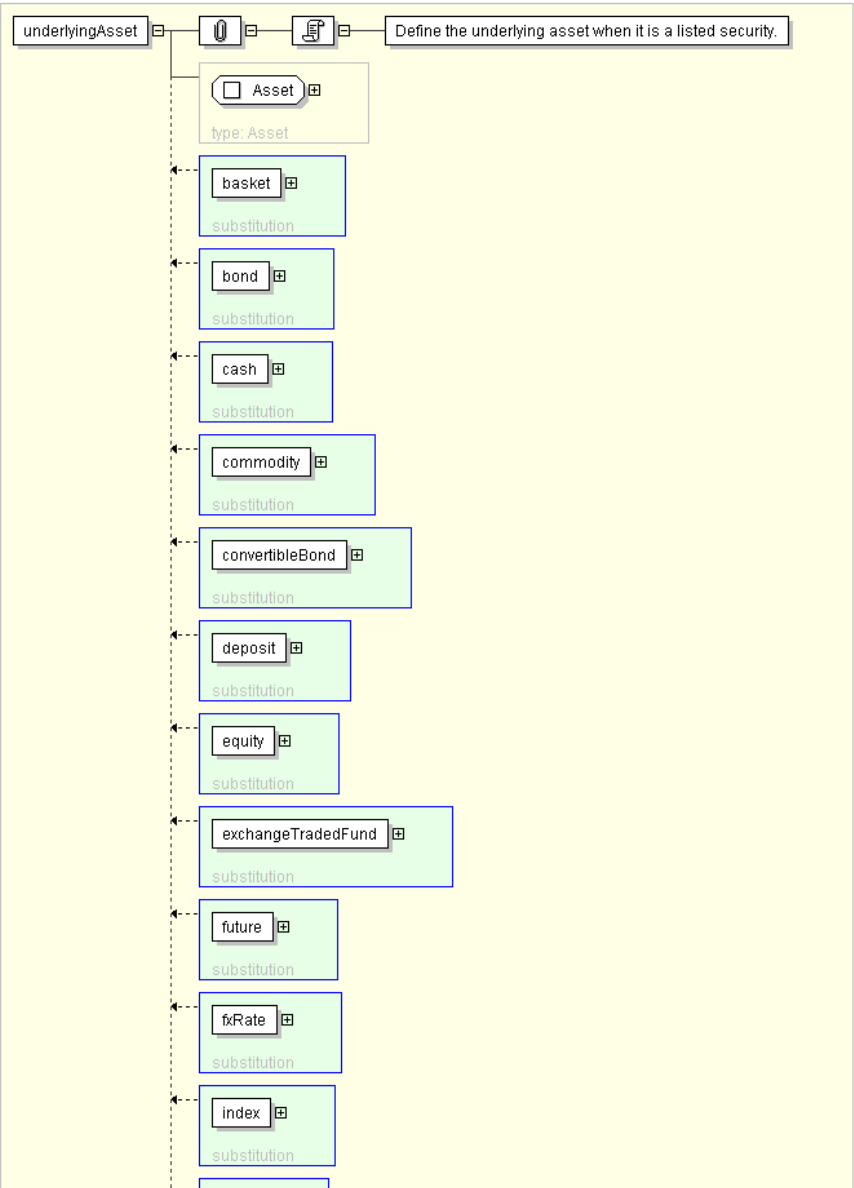 underlyingAsset
Define the underlying asset when it is a listed security.
Asset
type: Asset
basket
substitution
bond
substitution
cash
substitution
commodity
substitution
convertibleBond
substitution
deposit
substitution
equity
substitution
exchangeTradedFund
substitution
future
substitution
fxRate
substitution
index
substitution